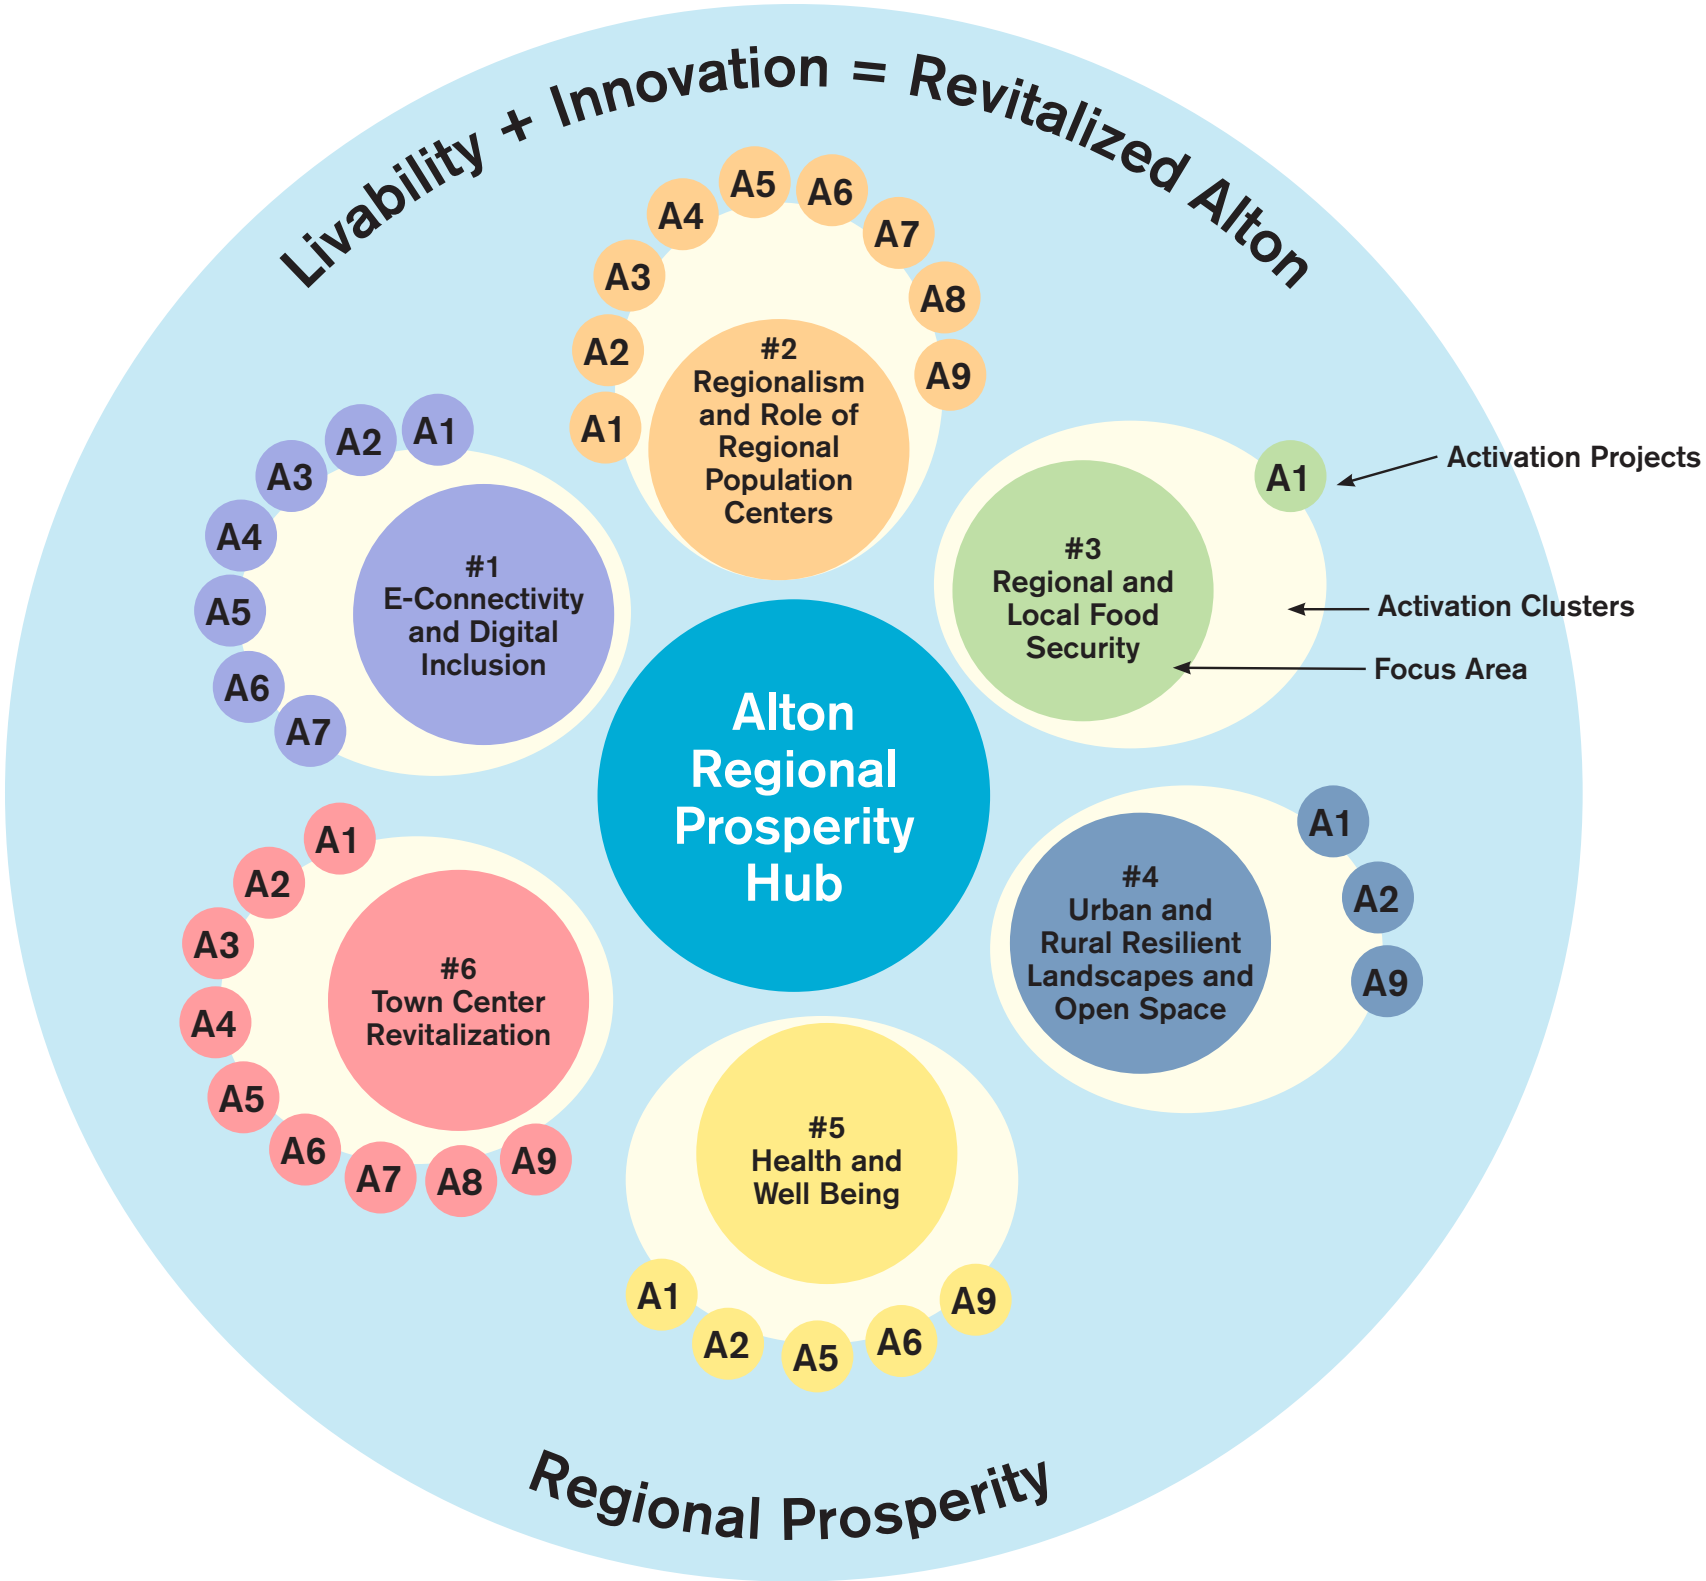 Livability + Innovation = Revitalized Alton
A1
A2
A3
A4
A5
A6
A7
A8
A9
#2
Regionalism
and Role of
Regional
Population
Centers
A1
A2
A3
A4
A5
A6
A7
#1
E-Connectivity
and Digital
Inclusion
A1
#3
Regional and
Local Food
Security
Activation Projects
Activation Clusters
Focus Area
Alton
Regional
Prosperity
Hub
A1
A2
A9
#4
Urban and
Rural Resilient
Landscapes and
Open Space
A1
A2
A3
A4
A5
A6
A7
A8
A9
#6
Town Center
Revitalization
#5
Health and
Well Being
A1
A2
A5
A6
A9
Regional Prosperity